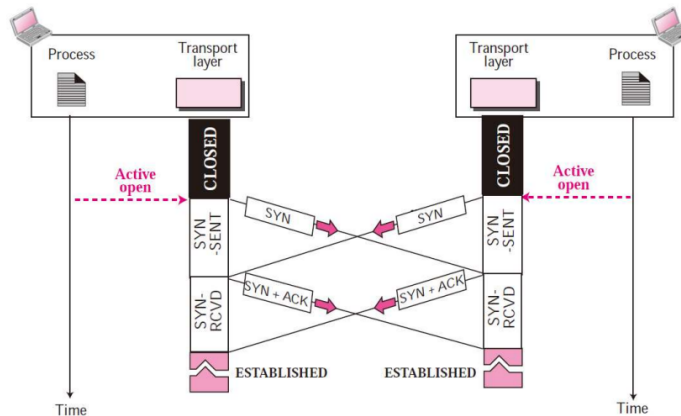 Process
Transport
layer
Transport
layer
Process
CLOSED
CLOSED
Active
open
Active
open
SYN
SYN
SYN
-SENT
SYN
-SENT
SYN + ACK
SYN + ACK
SYN-
RCVD
SYN-
RCVD
ESTABLISHED
ESTABLISHED
Time
Time